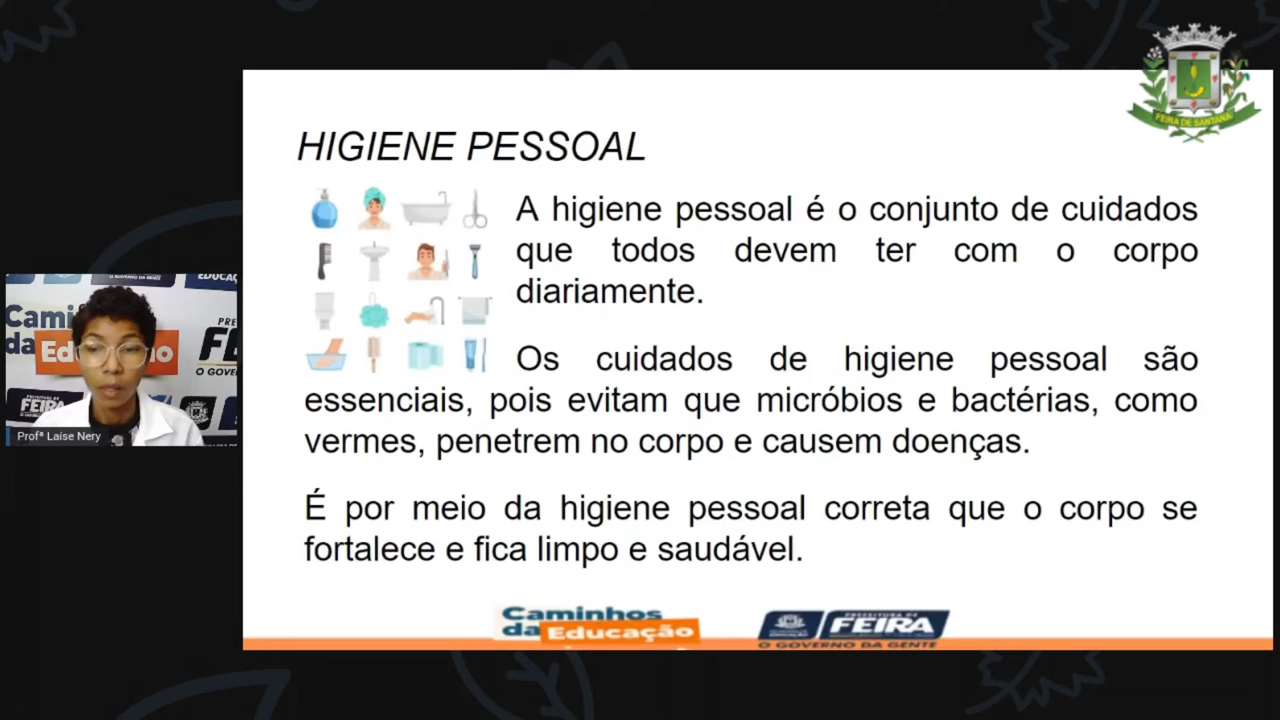 FEIRA DE SANTANA
HIGIENE PESSOAL
A higiene pessoal é o conjunto de cuidados
que todos devem ter com o corpo
diariamente.
Os cuidados de higiene pessoal são
essenciais, pois evitam que micróbios e bactérias, como
vermes, penetrem no corpo e causem doenças.
É por meio da higiene pessoal correta que o corpo se
fortalece e fica limpo e saudável.
Profª Laíse Nery
Caminhos
da Educação
PREFEITURA DE
FEIRA
O GOVERNO DA GENTE